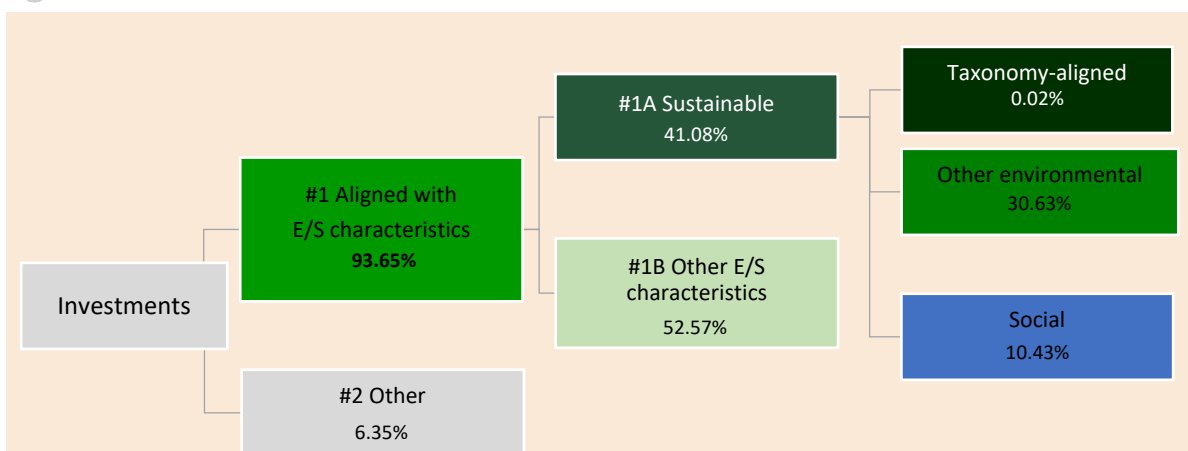 Investments
#1 Aligned with
E/S characteristics
93.65%
#2 Other
6.35%
#1A Sustainable
41.08%
#1B Other E/S
characteristics
52.57%
Taxonomy-aligned
0.02%
Other environmental
30.63%
Social
10.43%